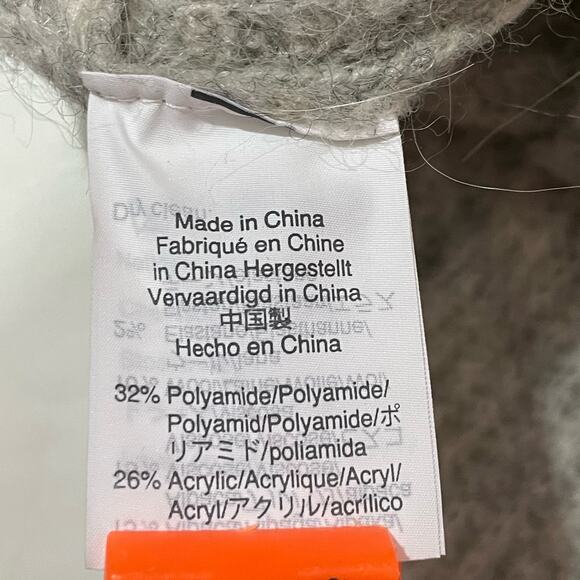 Made in China
Fabriqué en Chine
in China Hergestellt
Vervaardigd in China
中国製
Hecho en China
32% Polyamide/Polyamide/
Polyamid/Polyamide/ポ
リアミド/poliamida
26% Acrylic/Acrylique/Acryl/
Acryl/アクリル/acrílico